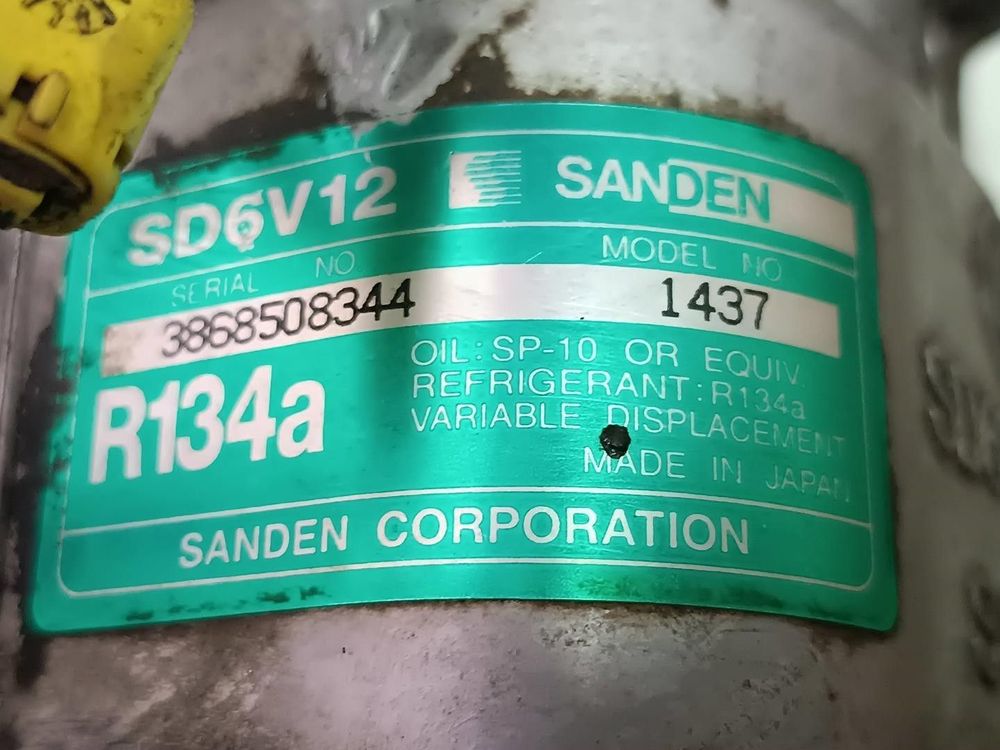 SD6V12 SANDEN
SERIAL NO MODEL NO
3868508344 1437
R134a
OIL: SP-10 OR EQUIV.
REFRIGERANT: R134a
VARIABLE DISPLACEMENT
MADE IN JAPAN
SANDEN CORPORATION